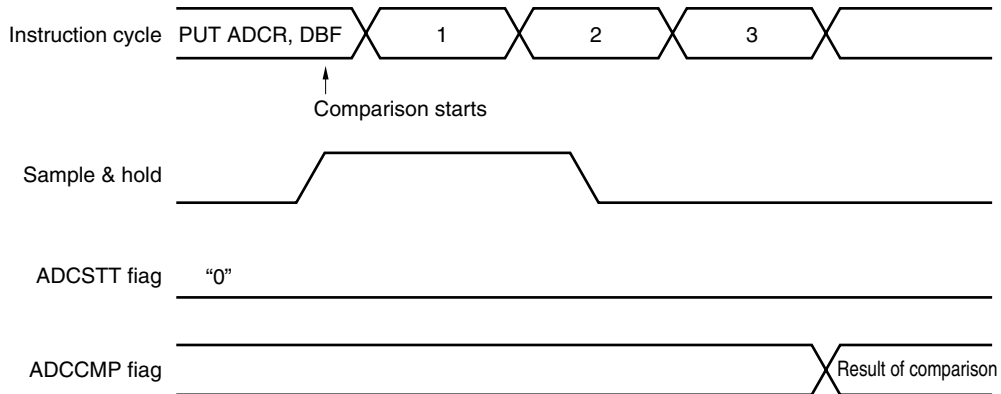 Instruction cycle PUT ADCR, DBF 1 2 3
Comparison starts
Sample & hold
ADCSTT fiag “0”
ADCCMP fiag Result of comparison